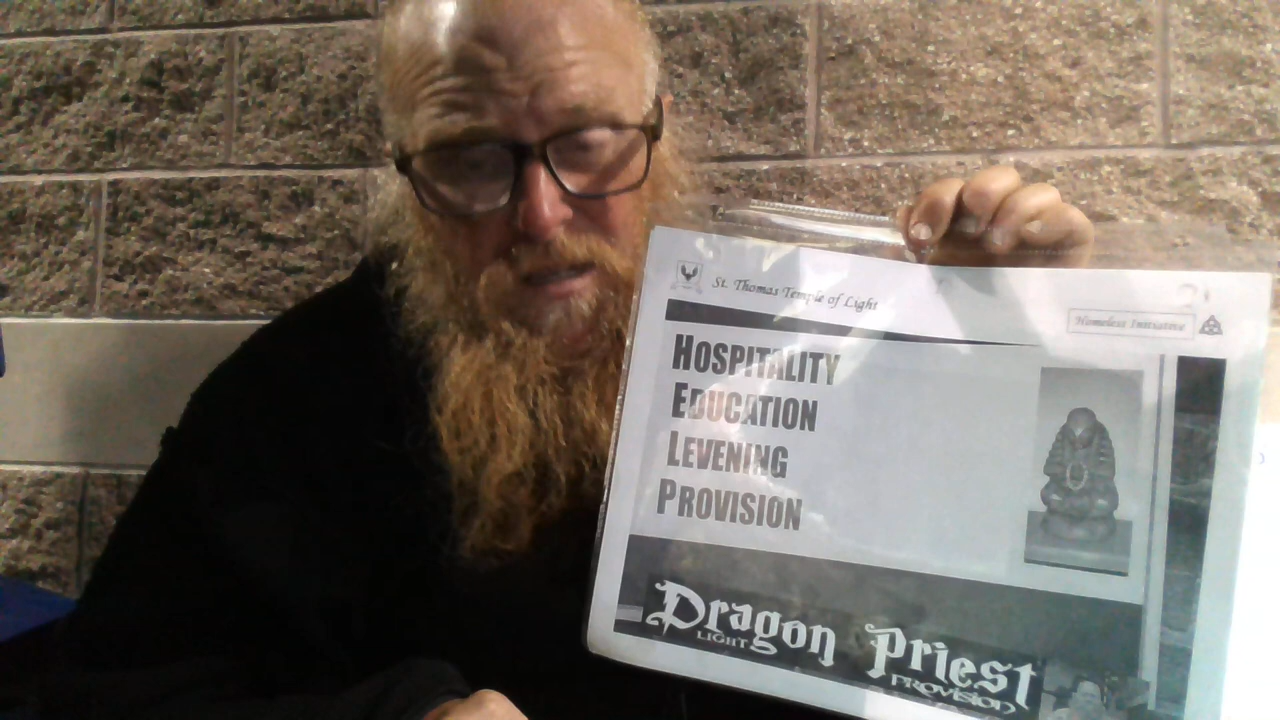 St. Thomas Temple of Light
Homeless Initiative
HOSPITALITY
EDUCATION
LEVENING
PROVISION
Dragon Priest
LIGHT
PROVISION